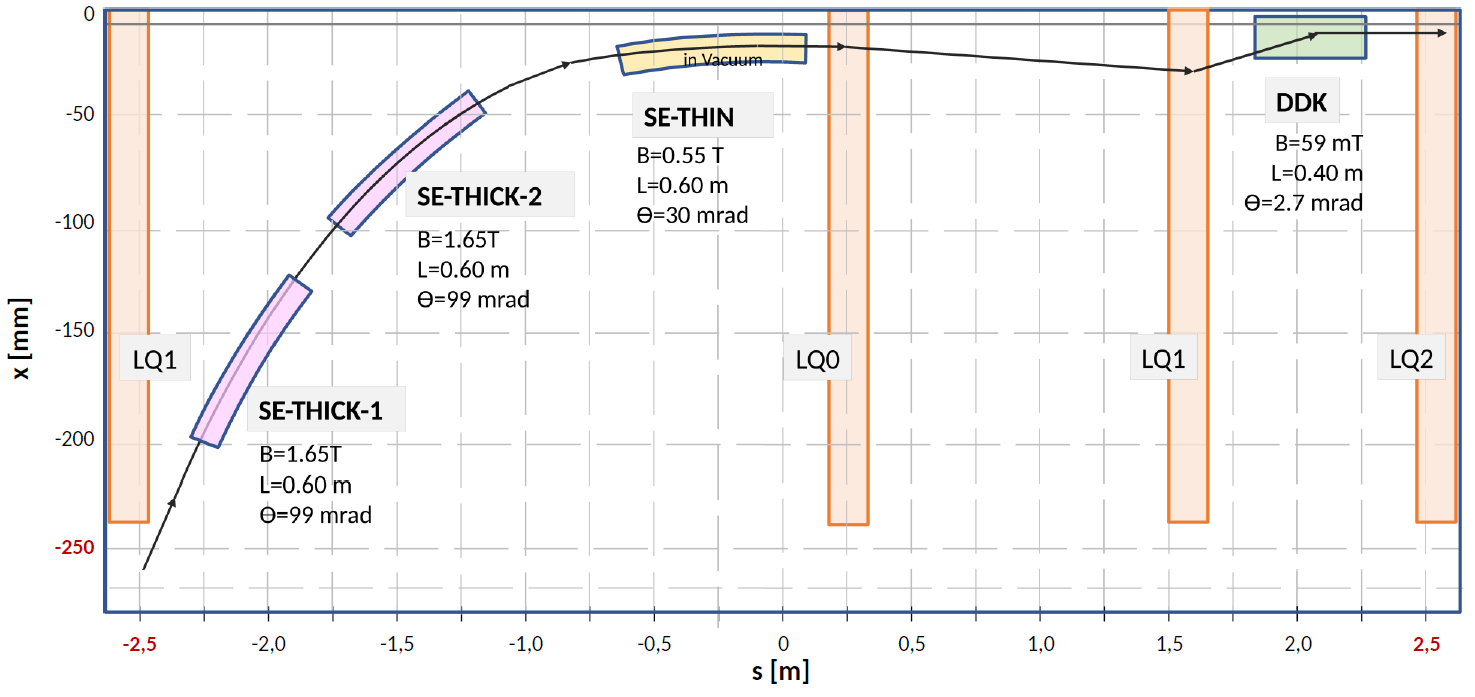 0
-50
-100
-150
-200
-250
x [mm]
in Vacuum
SE-THIN
B=0.55 T
L=0.60 m
Ɵ=30 mrad
DDK
B=59 mT
L=0.40 m
Ɵ=2.7 mrad
SE-THICK-2
B=1.65T
L=0.60 m
Ɵ=99 mrad
LQ1
LQ0
LQ1
LQ2
SE-THICK-1
B=1.65T
L=0.60 m
Ɵ=99 mrad
-2,5 -2,0 -1,5 -1,0 -0,5 0 0,5 1,0 1,5 2,0 2,5
s [m]